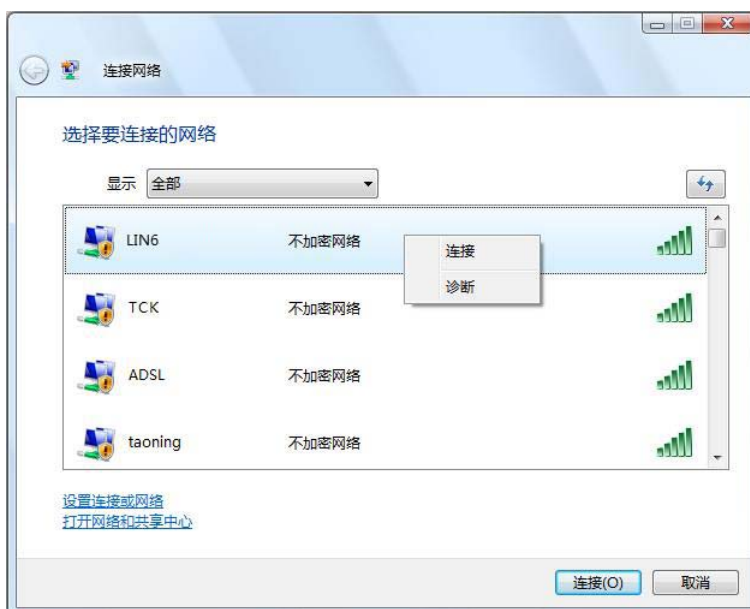 连接网络
选择要连接的网络
显示 全部
LIN6 不加密网络
连接
诊断
TCK 不加密网络
ADSL 不加密网络
taoning 不加密网络
设置连接或网络
打开网络和共享中心
连接(O) 取消